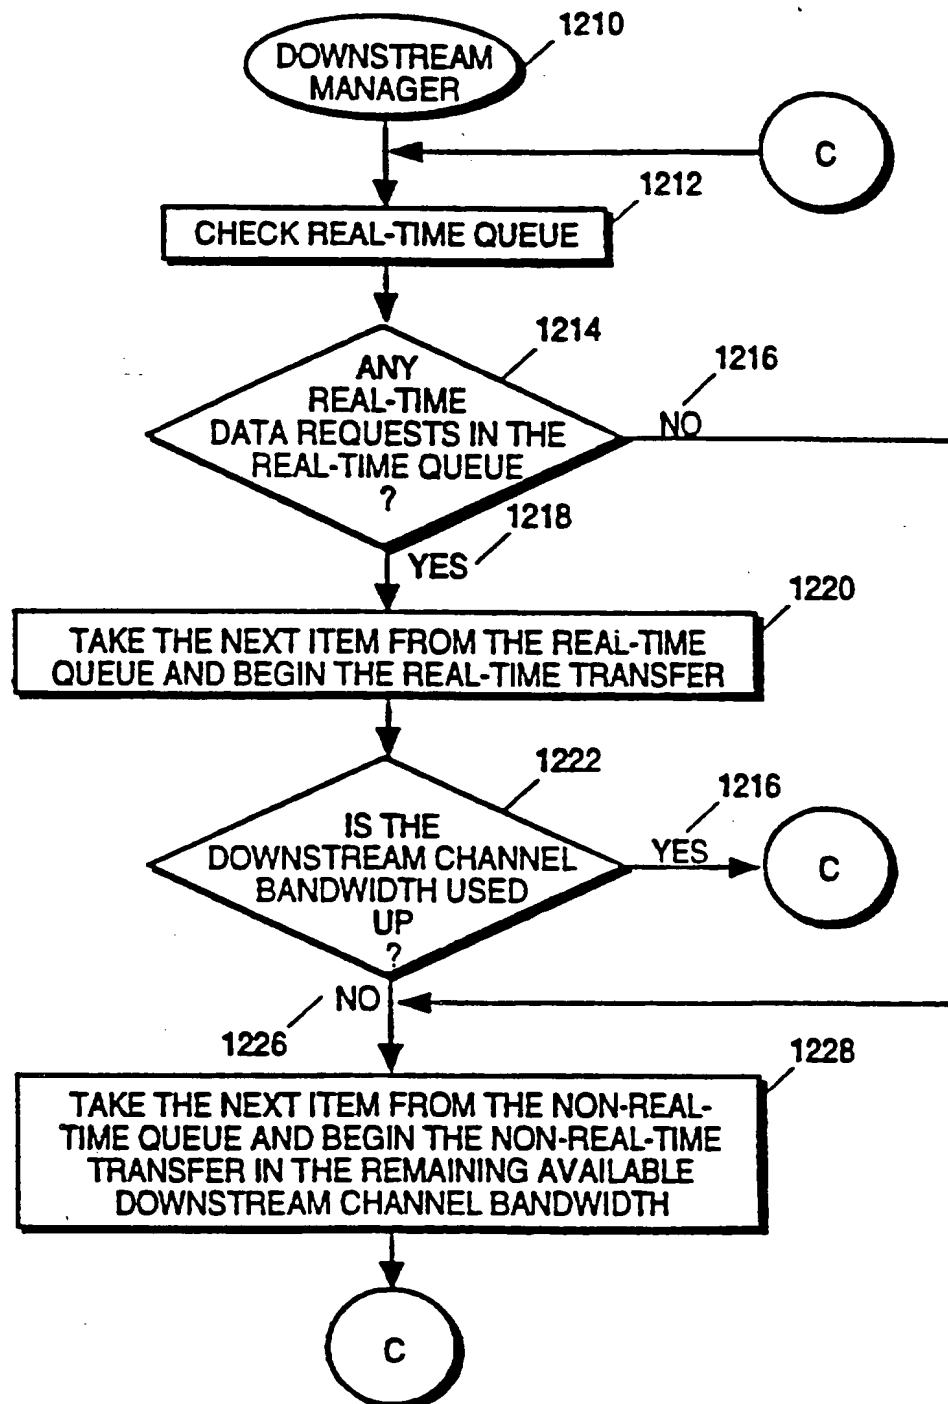 1210
DOWNSTREAM
MANAGER
C
1212
CHECK REAL-TIME QUEUE
1214
1216
ANY
REAL-TIME
DATA REQUESTS IN THE
REAL-TIME QUEUE
?
NO
1218
YES
1220
TAKE THE NEXT ITEM FROM THE REAL-TIME
QUEUE AND BEGIN THE REAL-TIME TRANSFER
1222
1216
IS THE
DOWNSTREAM CHANNEL
BANDWIDTH USED
UP
?
YES
C
NO
1226
1228
TAKE THE NEXT ITEM FROM THE NON-REAL-
TIME QUEUE AND BEGIN THE NON-REAL-TIME
TRANSFER IN THE REMAINING AVAILABLE
DOWNSTREAM CHANNEL BANDWIDTH
C